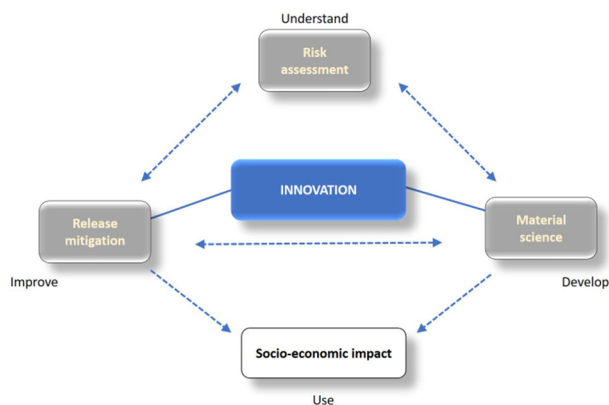 Understand
Risk
assessment
INNOVATION
Release
mitigation
Material
science
Improve
Develop
Socio-economic impact
Use